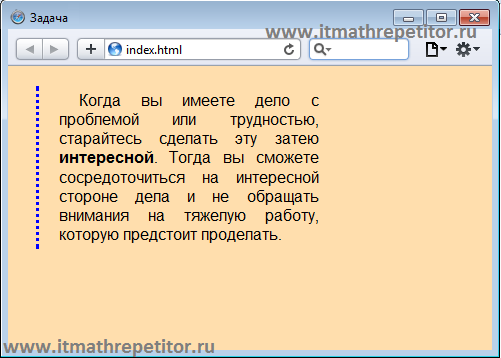 Задача
www.itmathrepetitor.ru
index.html
Когда вы имеете дело с
проблемой или трудностью,
старайтесь сделать эту затею
интересной. Тогда вы сможете
сосредоточиться на интересной
стороне дела и не обращать
внимания на тяжелую работу,
которую предстоит проделать.
www.itmathrepetitor.ru